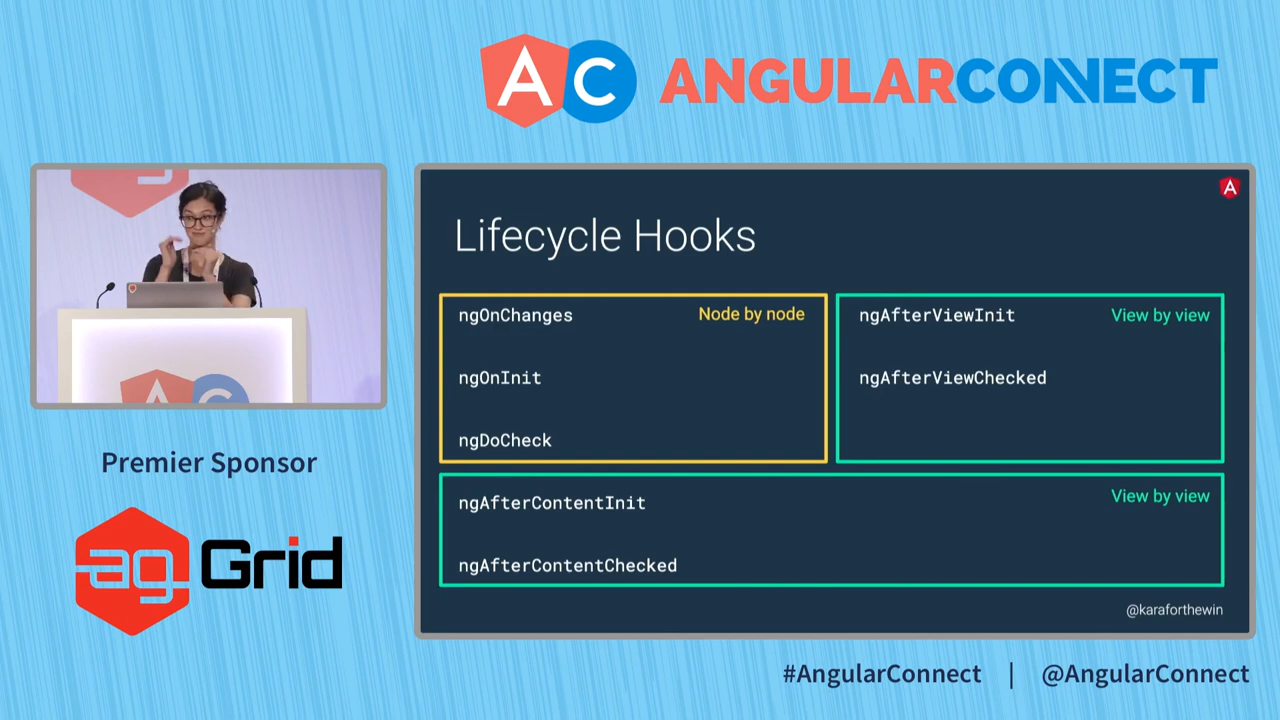 AC ANGULARCONNECT
A
Lifecycle Hooks
ngOnChanges
Node by node
ngOnInit
ngDoCheck
ngAfterViewInit
View by view
ngAfterViewChecked
ngAfterContentInit
View by view
ngAfterContentChecked
@karaforthewin
Premier Sponsor
ag Grid
#AngularConnect | @AngularConnect